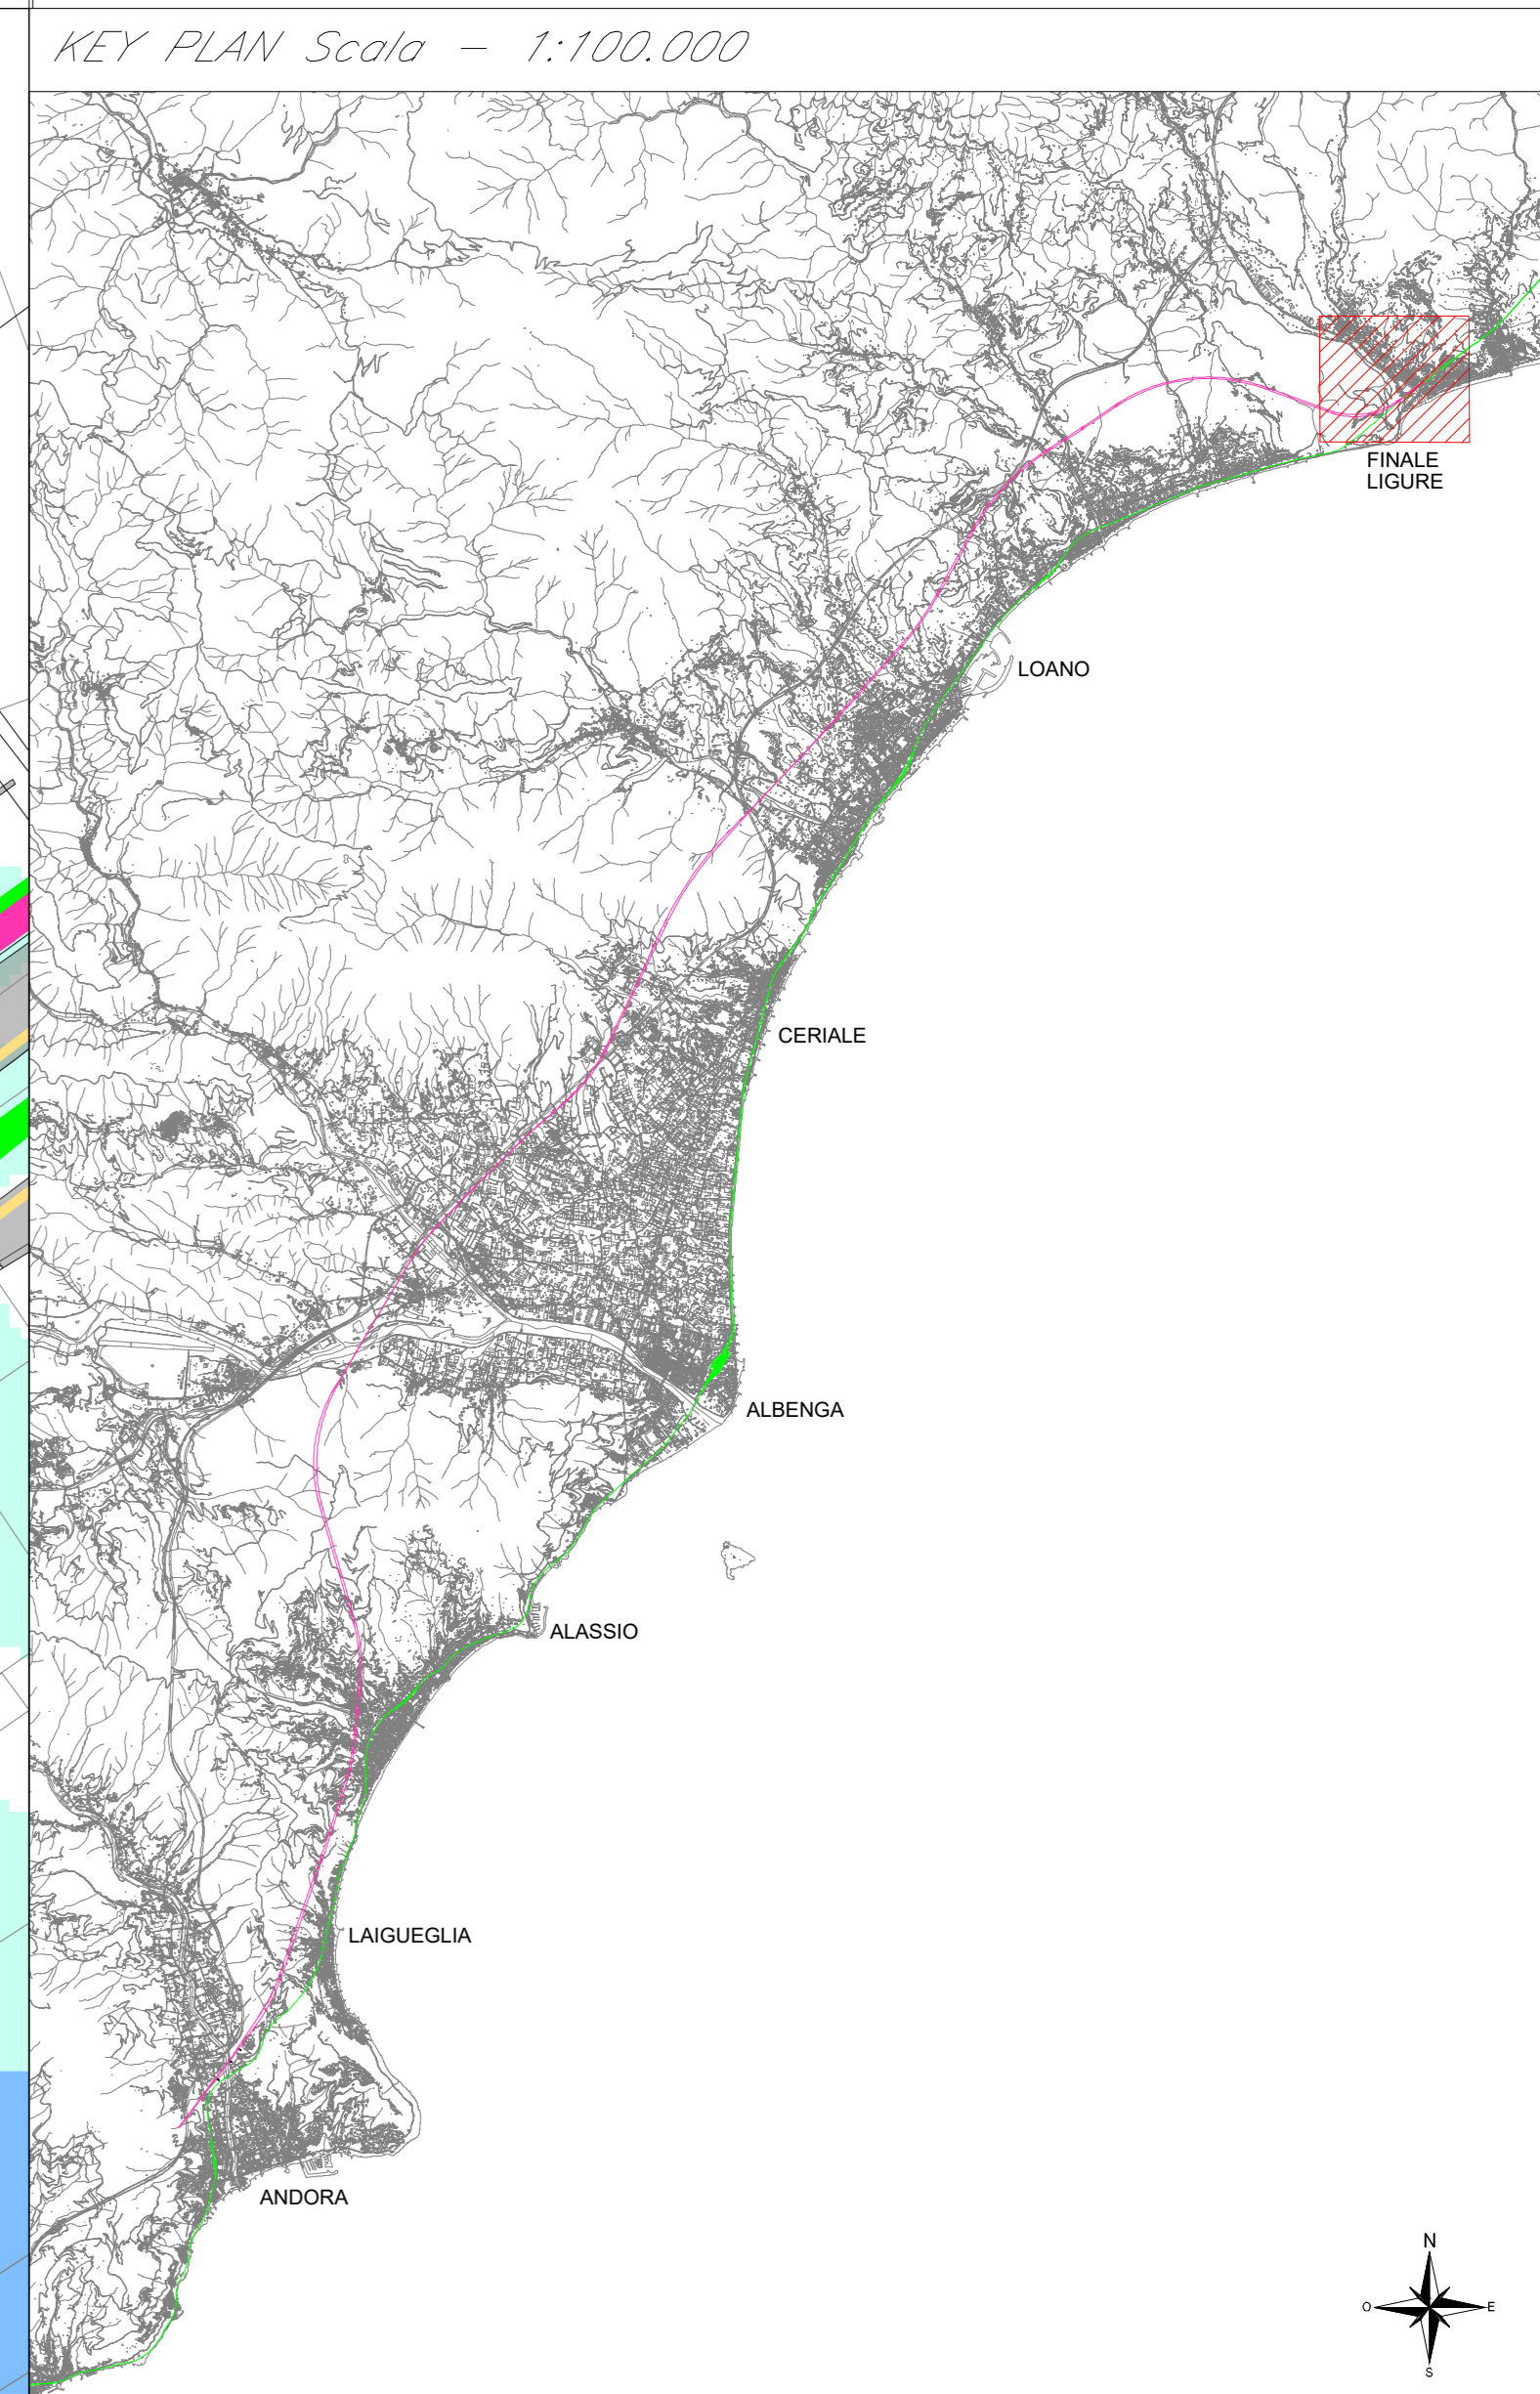 KEY PLAN Scala - 1:100.000
FINALE
LIGURE
LOANO
CERIALE
ALBENGA
ALASSIO
LAIGUEGLIA
ANDORA
N
O
E
S